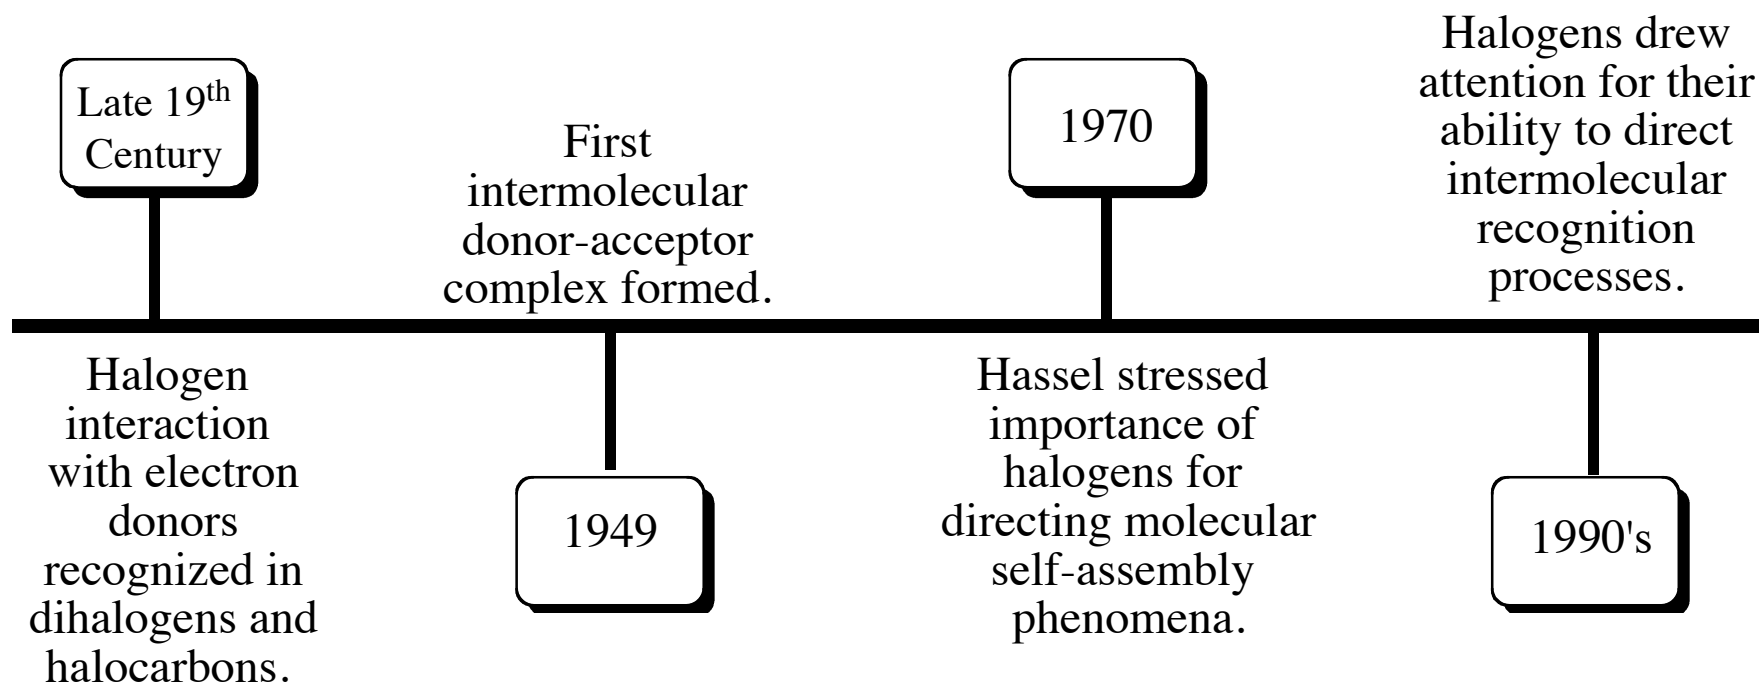 Late 19th
Century
Halogen
interaction
with electron
donors
recognized in
dihalogens and
halocarbons.
First
intermolecular
donor-acceptor
complex formed.
1949
1970
Hassel stressed
importance of
halogens for
directing molecular
self-assembly
phenomena.
Halogens drew
attention for their
ability to direct
intermolecular
recognition
processes.
1990's